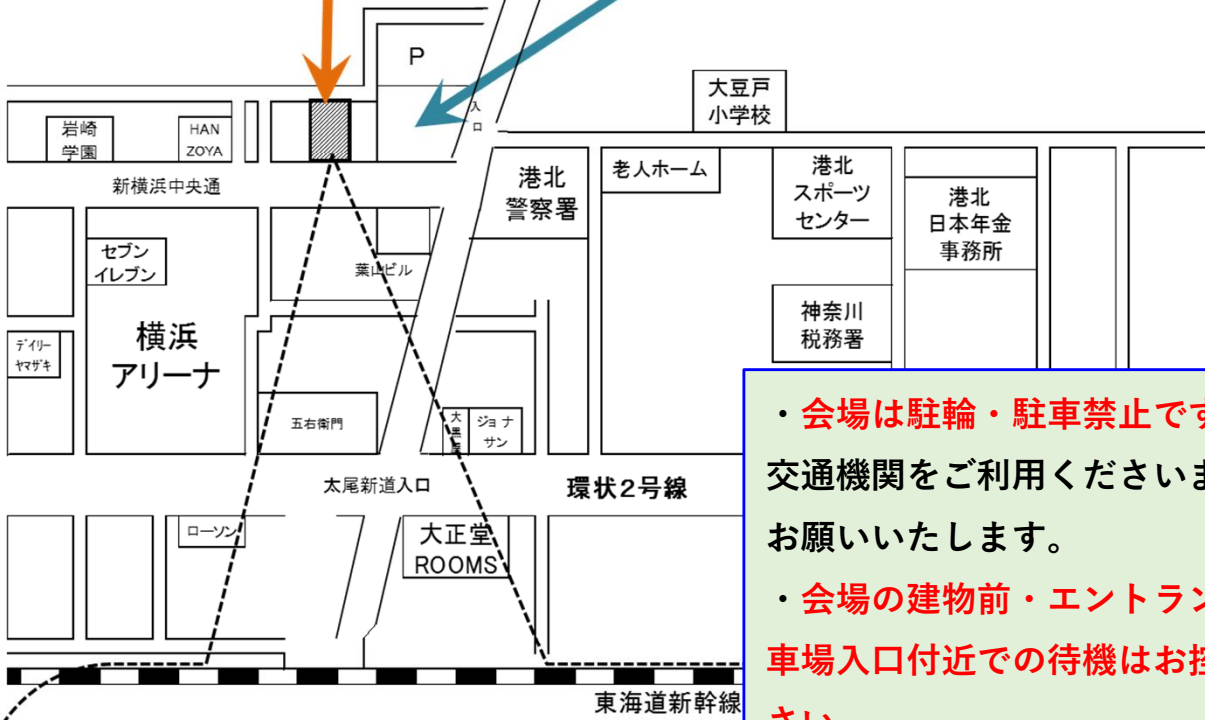 P
大豆戸
小学校
入
口
岩崎
学園
HAN
ZOYA
新横浜中央通
港北
警察署
老人ホーム
港北
スポーツ
センター
港北
日本年金
事務所
セブン
イレブン
葉山ビル
神奈川
税務署
デイリー
ヤマザキ
横浜
アリーナ
五右衛門
大黒屋
ジョナ
サン
・会場は駐輪・駐車禁止です
交通機関をご利用くださいま
お願いいたします。
・会場の建物前・エントラン
車場入口付近での待機はお控
さい
太尾新道入口
環状2号線
ローソン
大正堂
ROOMS
東海道新幹線